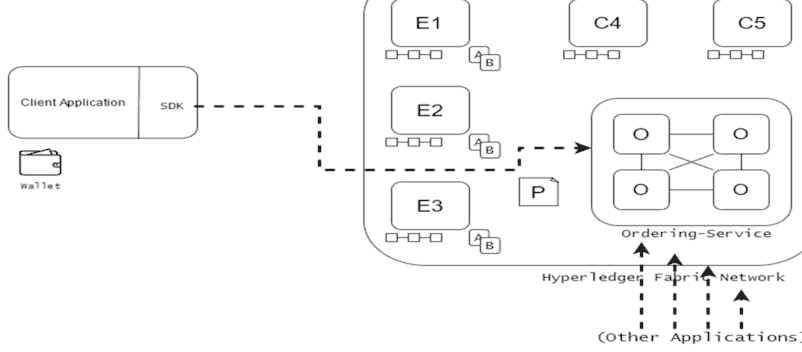 E1
C4
C5
A
B
Client Application
SDK
Wallet
E2
A
B
O
O
O
O
P
E3
A
B
Ordering-Service
Hyperledger Fabric Network
(Other Applications)